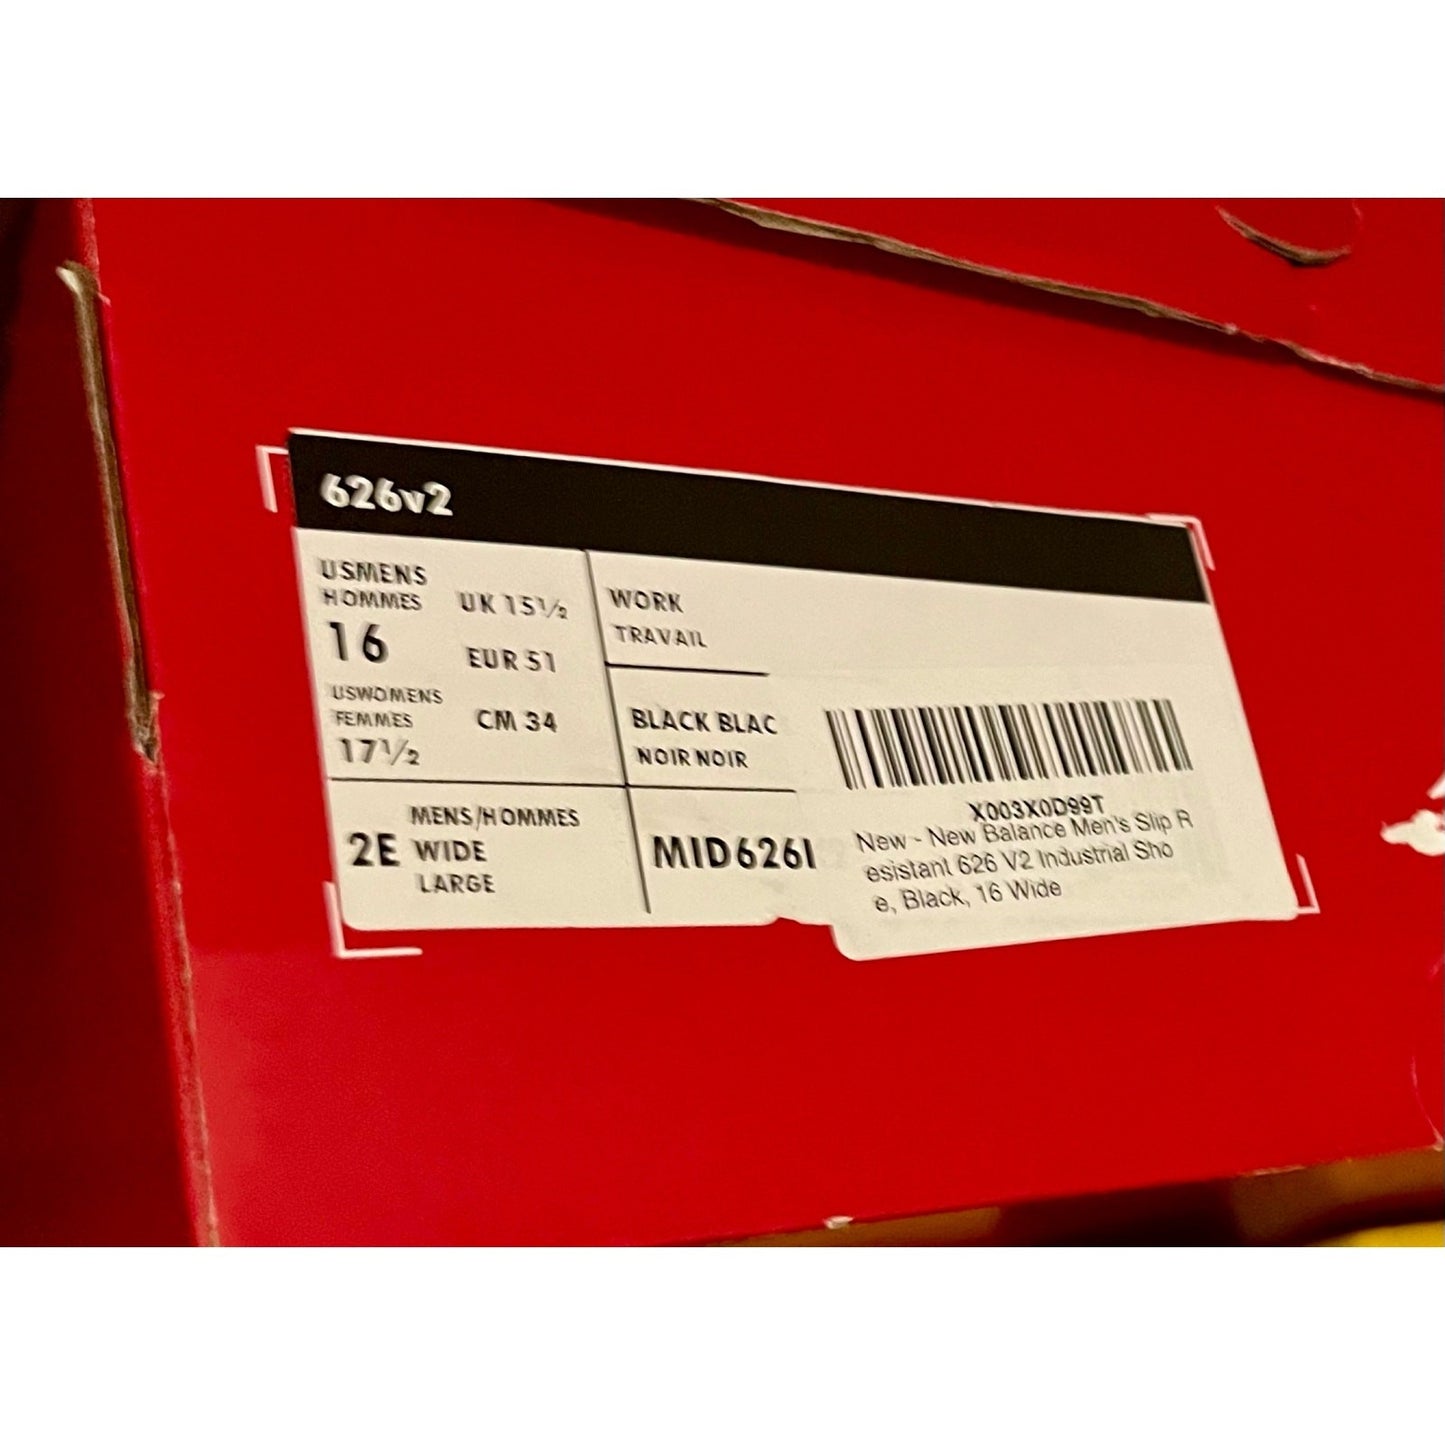 626v2
USMENS
HOMMES
16
UK 15½
EUR 51
USWOMENS
FEMMES
17½
CM 34
WORK
TRAVAIL
BLACK BLAC
NOIR NOIR
2E
MENS/HOMMES
WIDE
LARGE
MID626I
X003X0D99T
New - New Balance Men's Slip R
esistant 626 V2 Industrial Sho
e, Black, 16 Wide